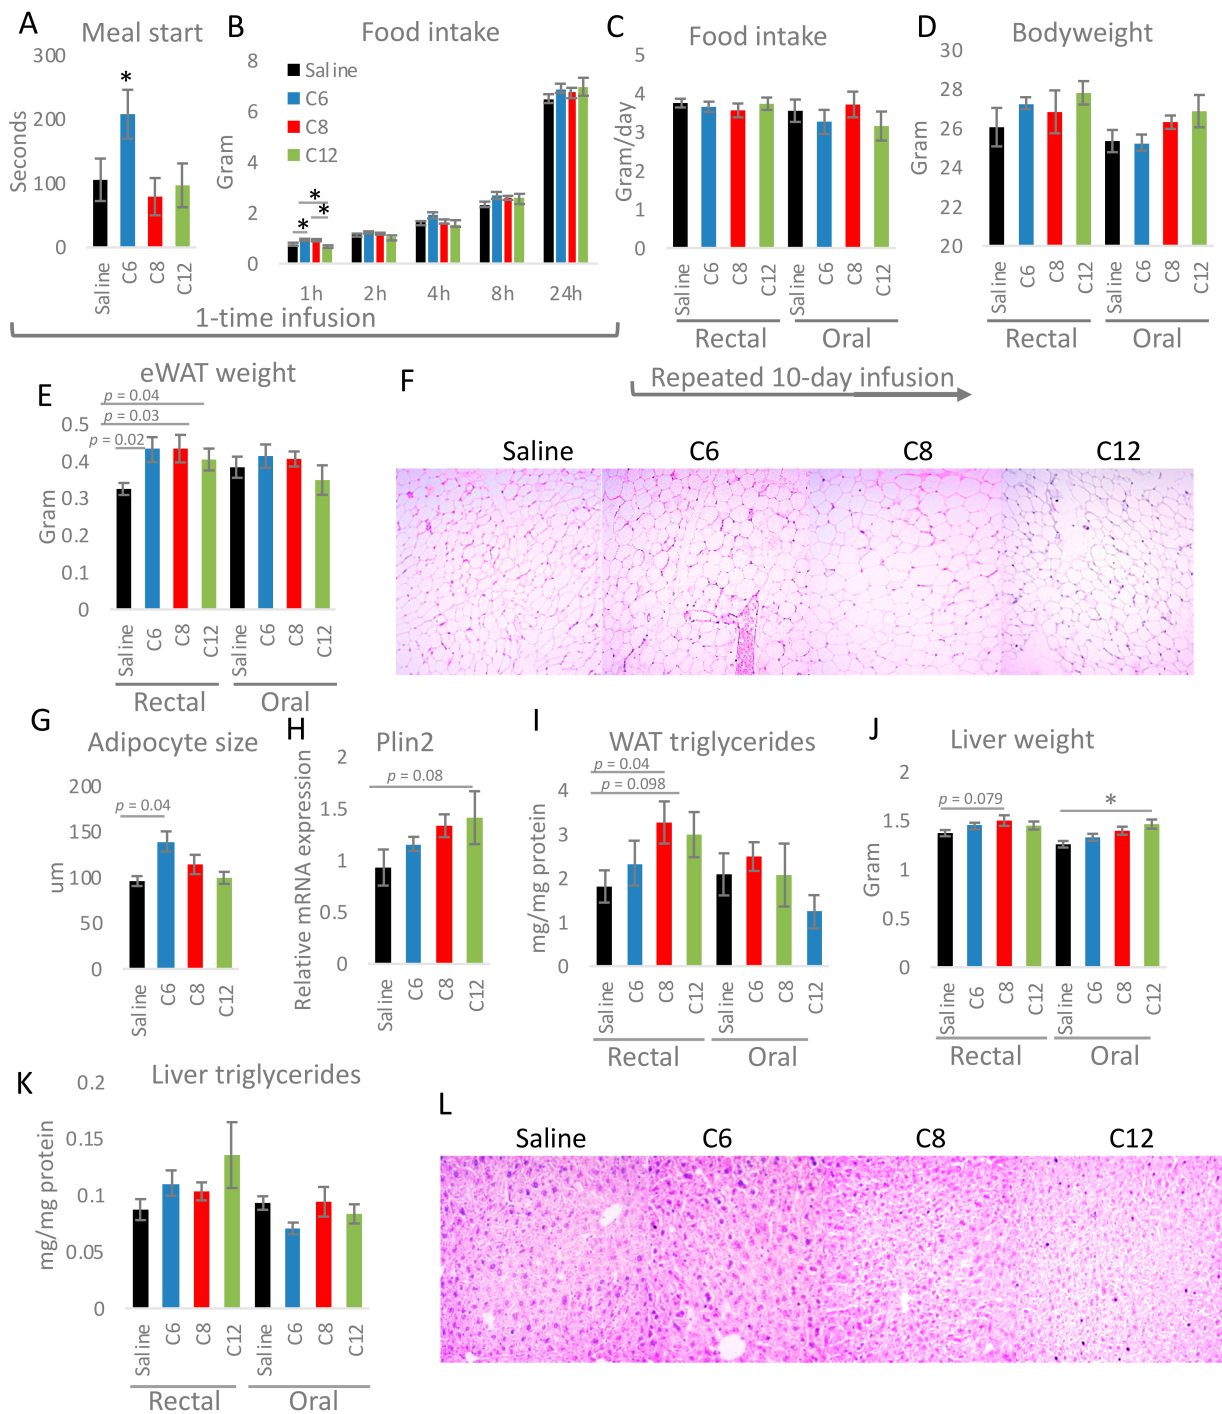 A
Meal start
300
200
100
0
Seconds
Saline
C6
C8
C12
*
B
Food intake
8
6
4
2
0
Gram
Saline
C6
C8
C12
*
*
*
1h
2h
4h
8h
24h
1-time infusion
C
Food intake
5
4
3
2
1
0
Gram/day
Saline
C6
C8
C12
Saline
C6
C8
C12
Rectal
Oral
D
Bodyweight
30
28
26
24
22
20
Gram
Saline
C6
C8
C12
Saline
C6
C8
C12
Rectal
Oral
Repeated 10-day infusion
E
eWAT weight
p = 0.04
p = 0.03
p = 0.02
0.5
0.4
0.3
0.2
0.1
0
Gram
Saline
C6
C8
C12
Saline
C6
C8
C12
Rectal
Oral
F
Saline
C6
C8
C12
G
Adipocyte size
200
150
100
50
0
um
p = 0.04
Saline
C6
C8
C12
H
Plin2
2
1.5
1
0.5
0
Relative mRNA expression
p = 0.08
Saline
C6
C8
C12
I
WAT triglycerides
p = 0.04
p = 0.098
4
3
2
1
0
mg/mg protein
Saline
C6
C8
C12
Saline
C6
C8
C12
Rectal
Oral
J
Liver weight
2
1.5
1
0.5
0
Gram
p = 0.079
*
Saline
C6
C8
C12
Saline
C6
C8
C12
Rectal
Oral
K
Liver triglycerides
0.2
0.15
0.1
0.05
0
mg/mg protein
Saline
C6
C8
C12
Saline
C6
C8
C12
Rectal
Oral
L
Saline
C6
C8
C12